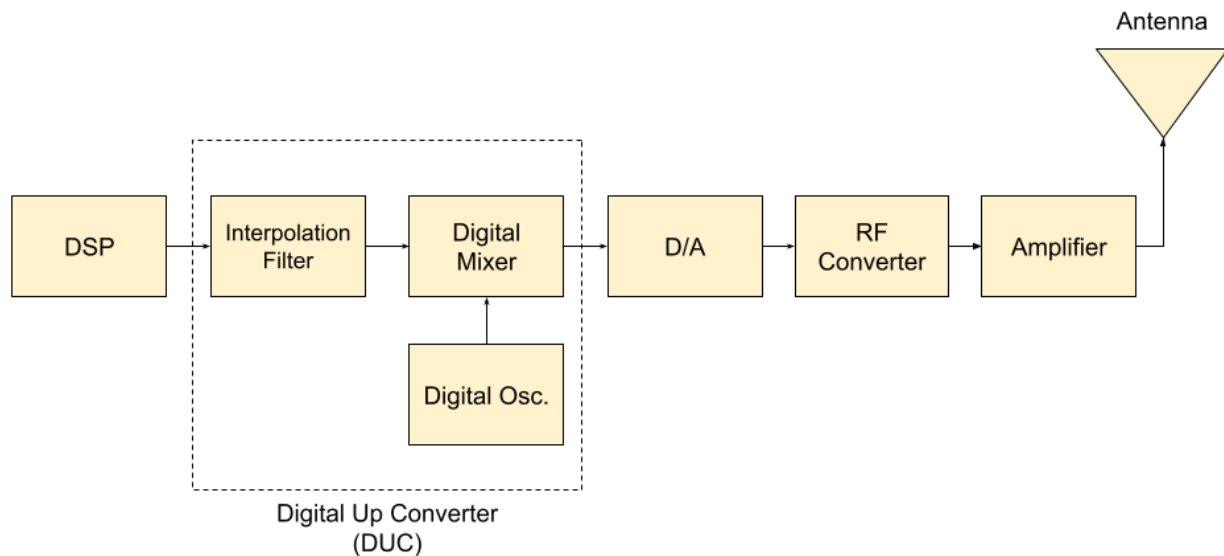 Antenna
DSP
Interpolation
Filter
Digital
Mixer
D/A
RF
Converter
Amplifier
Digital Osc.
Digital Up Converter
(DUC)